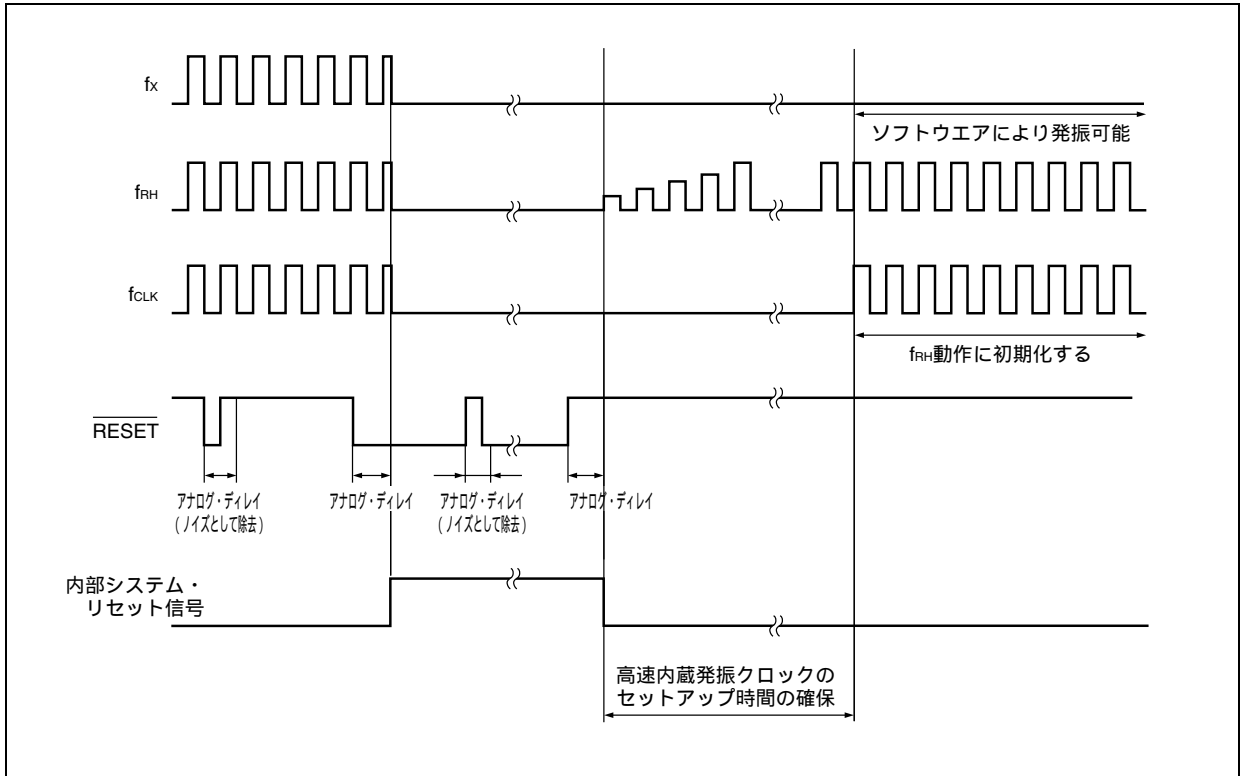 fX
ソフトウエアにより発振可能
fRH
fCLK
fRH動作に初期化する
RESET
アナログ・ディレイ
(ノイズとして除去)
アナログ・ディレイ
アナログ・ディレイ
(ノイズとして除去)
アナログ・ディレイ
内部システム・
リセット信号
高速内蔵発振クロックの
セットアップ時間の確保